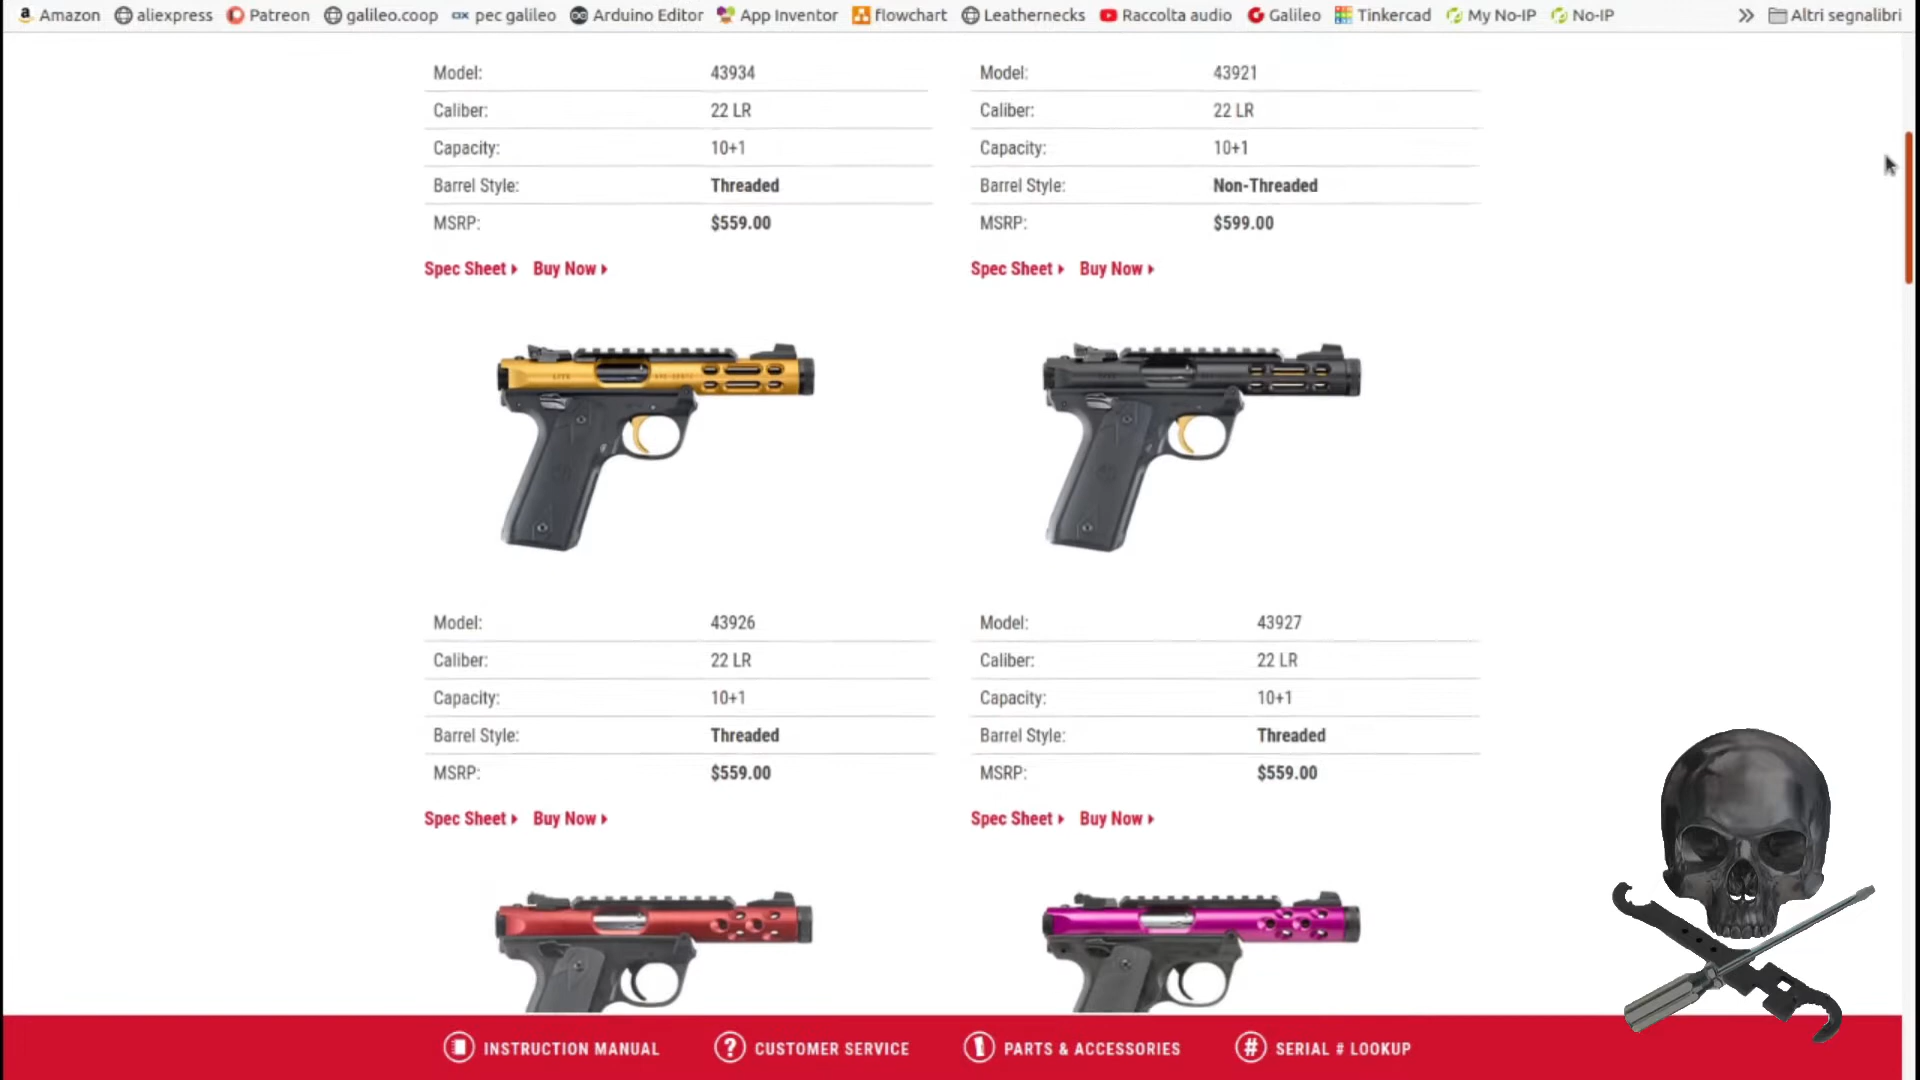 Amazon aliexpress Patreon galileo.coop pec galileo Arduino Editor App Inventor flowchart Leathernecks Raccolta audio Galileo Tinkercad My No-IP No-IP » Altri segnalibri
Model: 43934
Caliber: 22 LR
Capacity: 10+1
Barrel Style: Threaded
MSRP: $559.00
Spec Sheet Buy Now
Model: 43921
Caliber: 22 LR
Capacity: 10+1
Barrel Style: Non-Threaded
MSRP: $599.00
Spec Sheet Buy Now
Model: 43926
Caliber: 22 LR
Capacity: 10+1
Barrel Style: Threaded
MSRP: $559.00
Spec Sheet Buy Now
Model: 43927
Caliber: 22 LR
Capacity: 10+1
Barrel Style: Threaded
MSRP: $559.00
Spec Sheet Buy Now
INSTRUCTION MANUAL ? CUSTOMER SERVICE PARTS & ACCESSORIES # SERIAL # LOOKUP